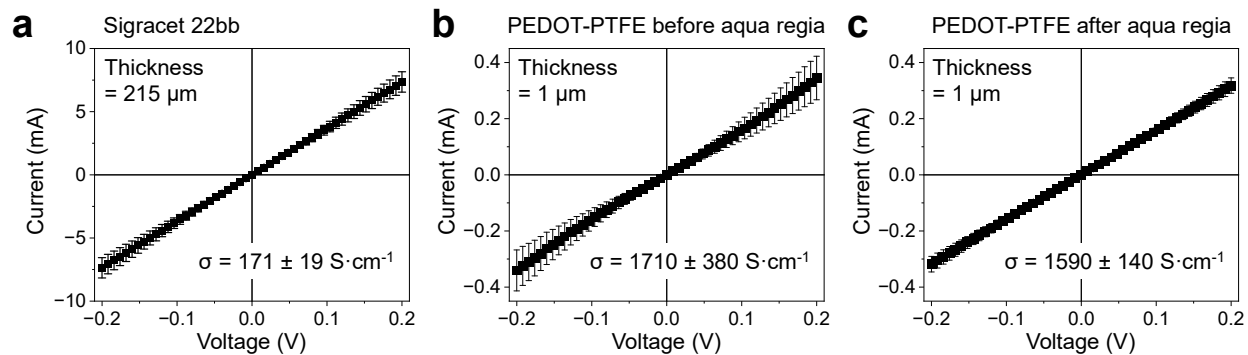 a
Sigracet 22bb
Thickness
= 215 μm
σ = 171 ± 19 S·cm⁻¹
Current (mA)
10
5
0
−5
−10
−0.2
−0.1
0.0
0.1
0.2
Voltage (V)
b
PEDOT-PTFE before aqua regia
Thickness
= 1 μm
σ = 1710 ± 380 S·cm⁻¹
Current (mA)
0.4
0.2
0.0
−0.2
−0.4
−0.2
−0.1
0.0
0.1
0.2
Voltage (V)
c
PEDOT-PTFE after aqua regia
Thickness
= 1 μm
σ = 1590 ± 140 S·cm⁻¹
Current (mA)
0.4
0.2
0.0
−0.2
−0.4
−0.2
−0.1
0.0
0.1
0.2
Voltage (V)